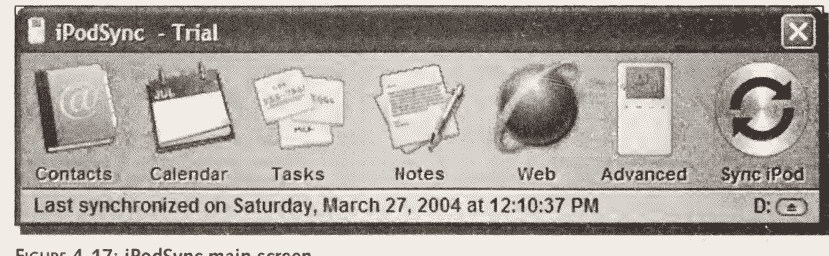 iPodSync - Trial
JUL
Contacts Calendar Tasks Notes Web Advanced Sync iPod
Last synchronized on Saturday, March 27, 2004 at 12:10:37 PM D:
FIGURE 4-17: iPodSync main screen